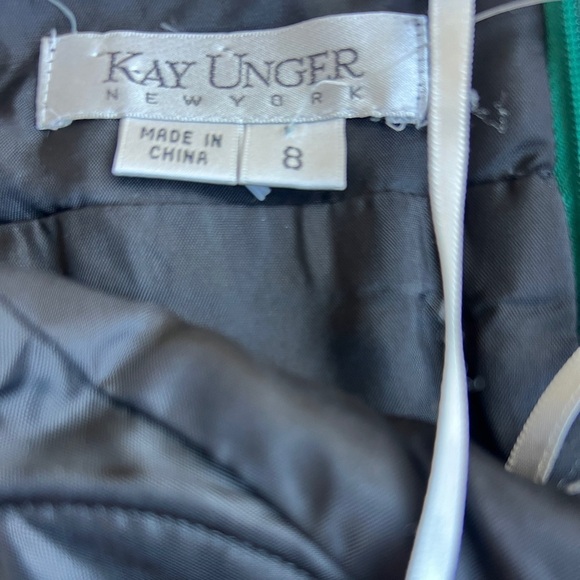 KAY UNGER
NEW YORK
MADE IN
CHINA
8